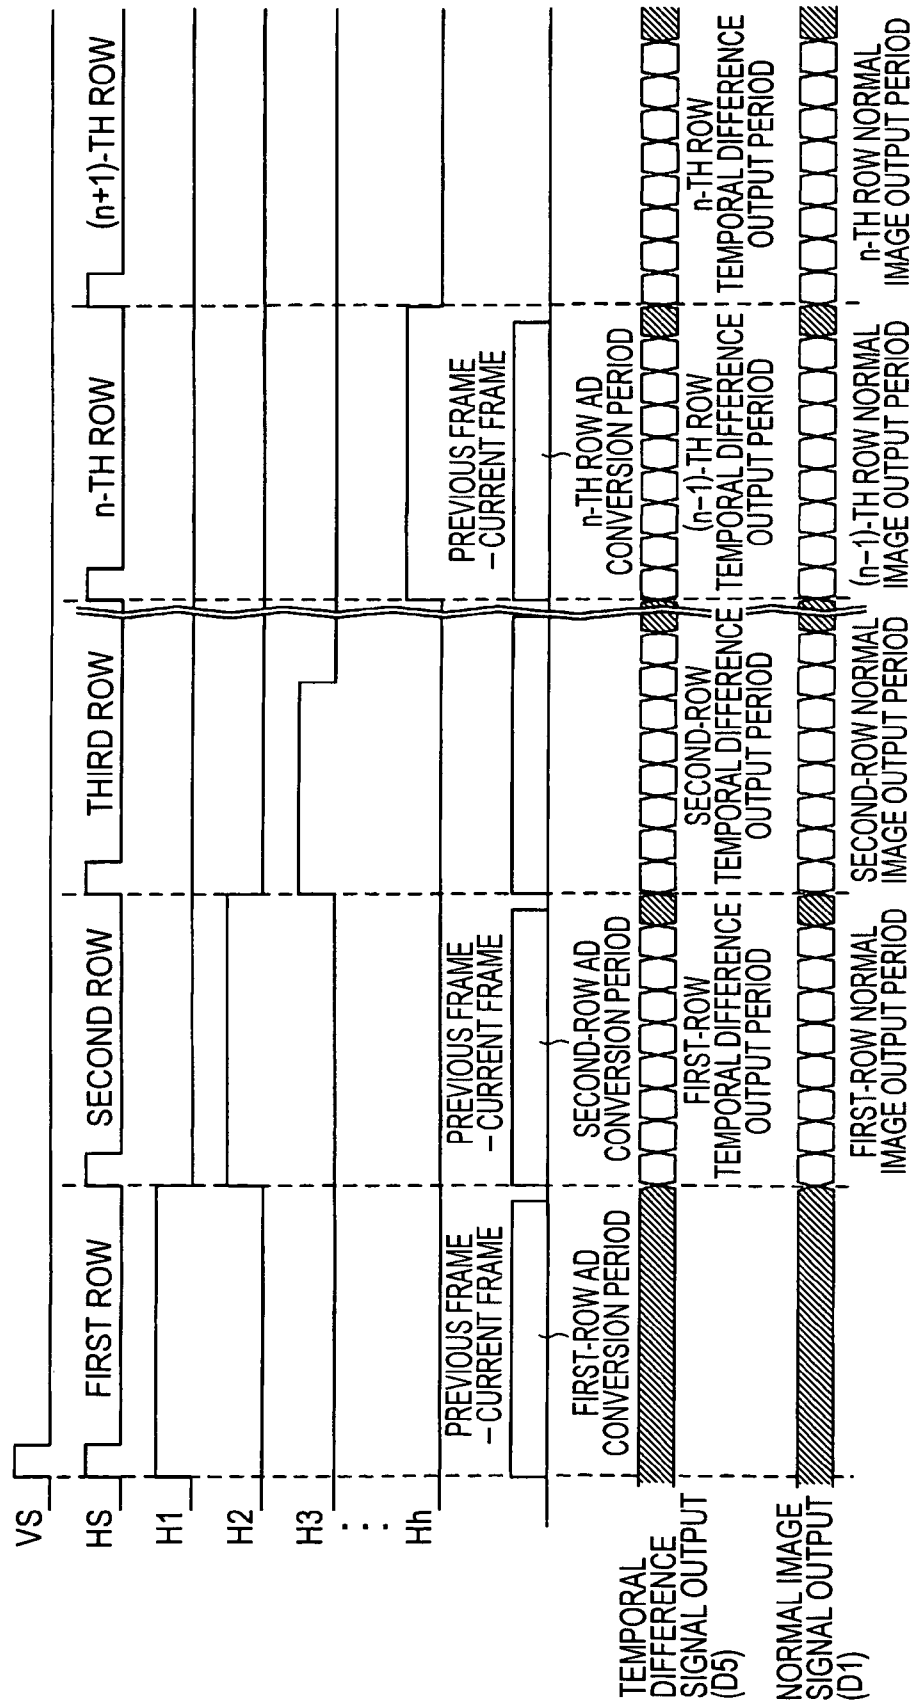 VS
HS
FIRST ROW
SECOND ROW
THIRD ROW
n-TH ROW
(n+1)-TH ROW
H1
H2
H3
...
Hh
PREVIOUS FRAME
– CURRENT FRAME
PREVIOUS FRAME
– CURRENT FRAME
PREVIOUS FRAME
– CURRENT FRAME
FIRST-ROW AD
CONVERSION PERIOD
SECOND-ROW AD
CONVERSION PERIOD
n-TH ROW AD
CONVERSION PERIOD
TEMPORAL
DIFFERENCE
SIGNAL OUTPUT
(D5)
FIRST-ROW
TEMPORAL DIFFERENCE
OUTPUT PERIOD
SECOND-ROW
TEMPORAL DIFFERENCE
OUTPUT PERIOD
(n–1)-TH ROW
TEMPORAL DIFFERENCE
OUTPUT PERIOD
n-TH ROW
TEMPORAL DIFFERENCE
OUTPUT PERIOD
NORMAL IMAGE
SIGNAL OUTPUT
(D1)
FIRST-ROW NORMAL
IMAGE OUTPUT PERIOD
SECOND-ROW NORMAL
IMAGE OUTPUT PERIOD
(n–1)-TH ROW NORMAL
IMAGE OUTPUT PERIOD
n-TH ROW NORMAL
IMAGE OUTPUT PERIOD